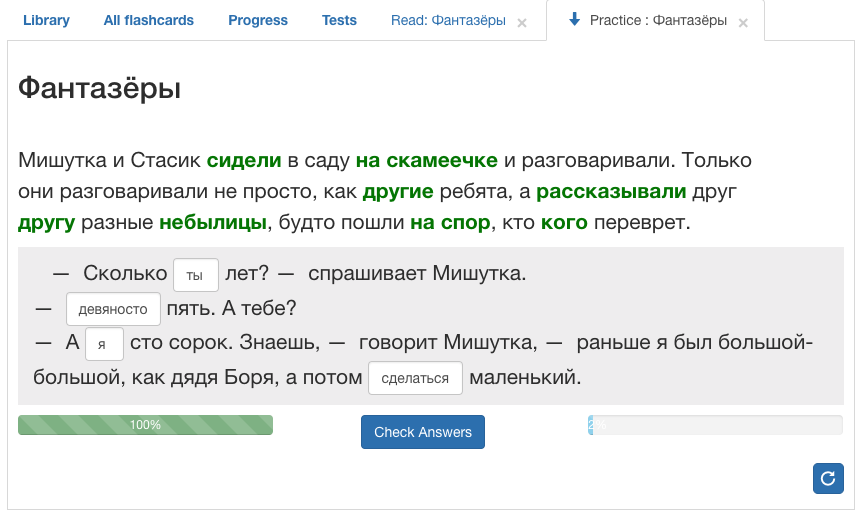 Library All flashcards Progress Tests Read: Фантазёры × Practice : Фантазёры ×
Фантазёры
Мишутка и Стасик сидели в саду на скамеечке и разговаривали. Только
они разговаривали не просто, как другие ребята, а рассказывали друг
другу разные небылицы, будто пошли на спор, кто кого переврет.
— Сколько ты лет? — спрашивает Мишутка.
— девяносто пять. А тебе?
— А я сто сорок. Знаешь, — говорит Мишутка, — раньше я был большой-
большой, как дядя Боря, а потом сделаться маленький.
100% Check Answers